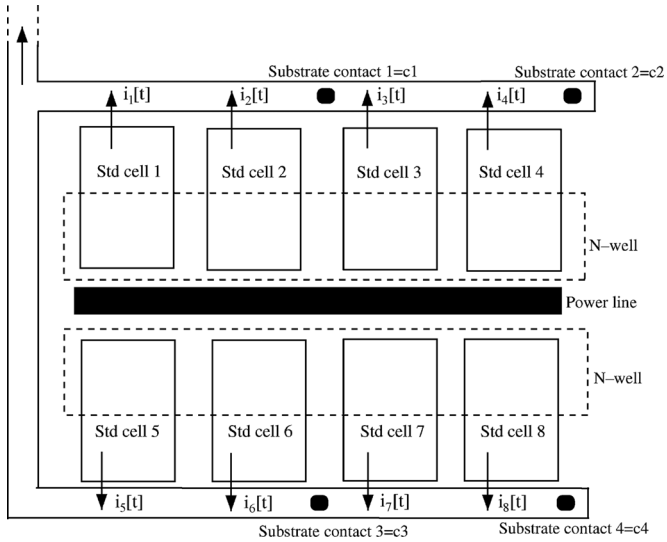 Substrate contact 1=c1
Substrate contact 2=c2
i1[t]
i2[t]
i3[t]
i4[t]
Std cell 1
Std cell 2
Std cell 3
Std cell 4
N–well
Power line
N–well
Std cell 5
Std cell 6
Std cell 7
Std cell 8
i5[t]
i6[t]
i7[t]
i8[t]
Substrate contact 3=c3
Substrate contact 4=c4